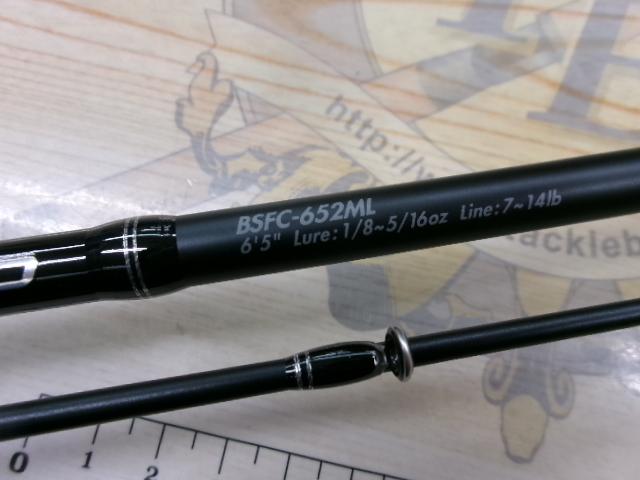 http://w
BSFC-652ML
6'5" Lure:1/8~5/16oz Line:7~14lb
tackleb
0 1 2